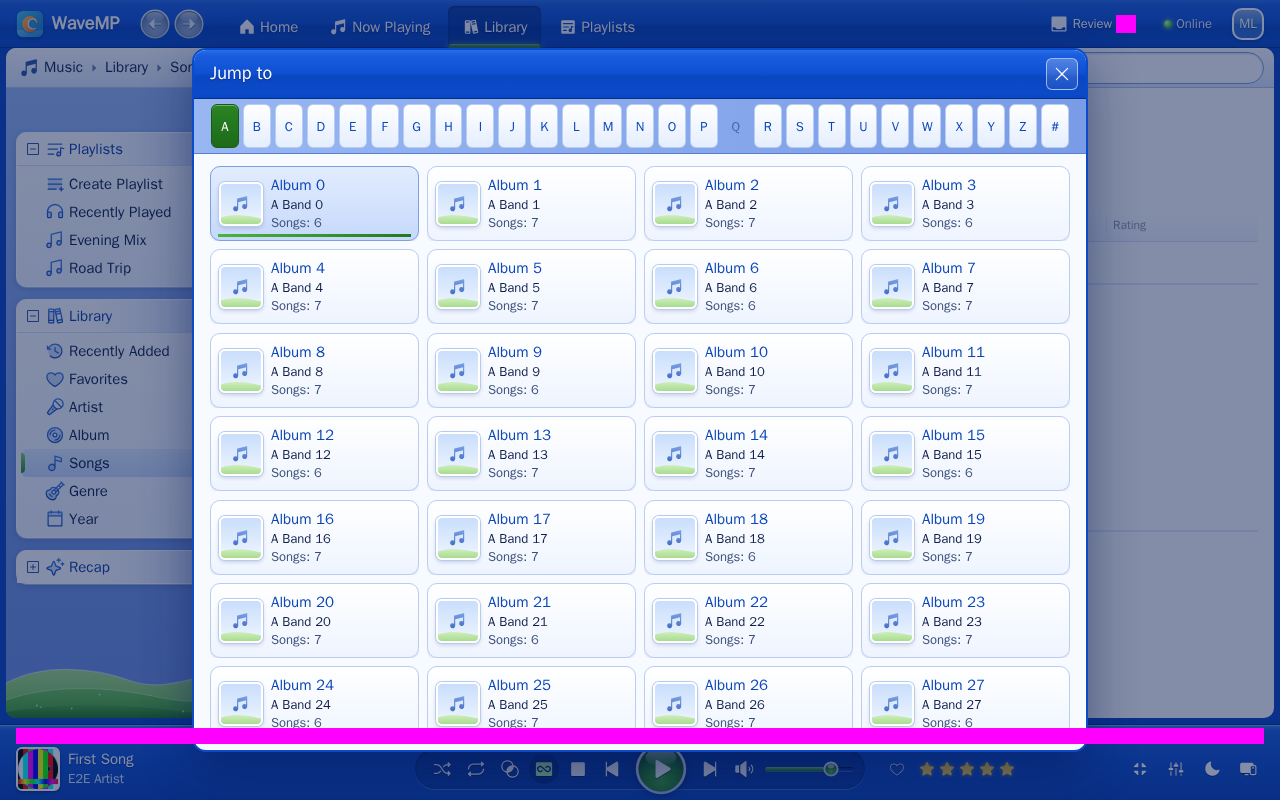 WaveMP
Home
Now Playing
Library
Playlists
Review
Online
ML
Music
Library
Jump to
A B C D E F G H I J K L M N O P Q R S T U V W X Y Z #
Playlists
Create Playlist
Recently Played
Evening Mix
Road Trip
Library
Recently Added
Favorites
Artist
Album
Songs
Genre
Year
Recap
Rating
Album 0
A Band 0
Songs: 6
Album 1
A Band 1
Songs: 7
Album 2
A Band 2
Songs: 7
Album 3
A Band 3
Songs: 6
Album 4
A Band 4
Songs: 7
Album 5
A Band 5
Songs: 7
Album 6
A Band 6
Songs: 6
Album 7
A Band 7
Songs: 7
Album 8
A Band 8
Songs: 7
Album 9
A Band 9
Songs: 6
Album 10
A Band 10
Songs: 7
Album 11
A Band 11
Songs: 7
Album 12
A Band 12
Songs: 6
Album 13
A Band 13
Songs: 7
Album 14
A Band 14
Songs: 7
Album 15
A Band 15
Songs: 6
Album 16
A Band 16
Songs: 7
Album 17
A Band 17
Songs: 7
Album 18
A Band 18
Songs: 6
Album 19
A Band 19
Songs: 7
Album 20
A Band 20
Songs: 7
Album 21
A Band 21
Songs: 6
Album 22
A Band 22
Songs: 7
Album 23
A Band 23
Songs: 7
Album 24
A Band 24
Songs: 6
Album 25
A Band 25
Songs: 7
Album 26
A Band 26
Songs: 7
Album 27
A Band 27
Songs: 6
First Song
E2E Artist